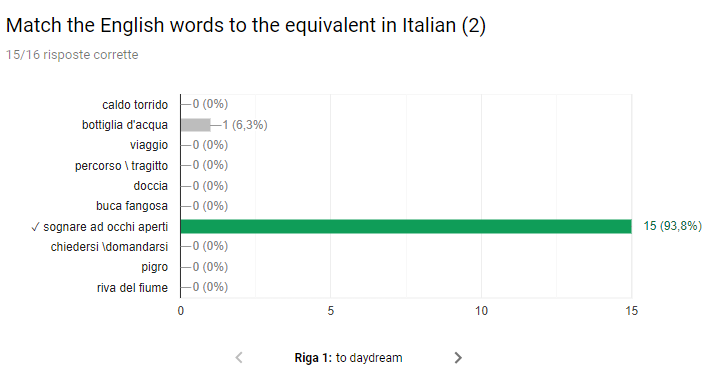 Match the English words to the equivalent in Italian (2)
15/16 risposte corrette
caldo torrido 0 (0%)
bottiglia d'acqua 1 (6,3%)
viaggio 0 (0%)
percorso \ tragitto 0 (0%)
doccia 0 (0%)
buca fangosa 0 (0%)
✓ sognare ad occhi aperti 15 (93,8%)
chiedersi \domandarsi 0 (0%)
pigro 0 (0%)
riva del fiume 0 (0%)
0 5 10 15
Riga 1: to daydream